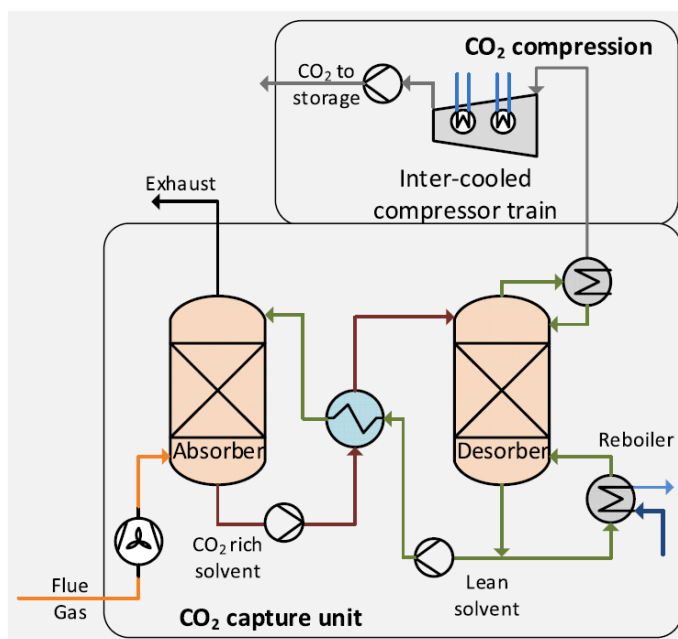 CO₂ compression
CO₂ to
storage
Inter-cooled
compressor train
Exhaust
Absorber
Desorber
Reboiler
CO₂ rich
solvent
Lean
solvent
Flue
Gas
CO₂ capture unit